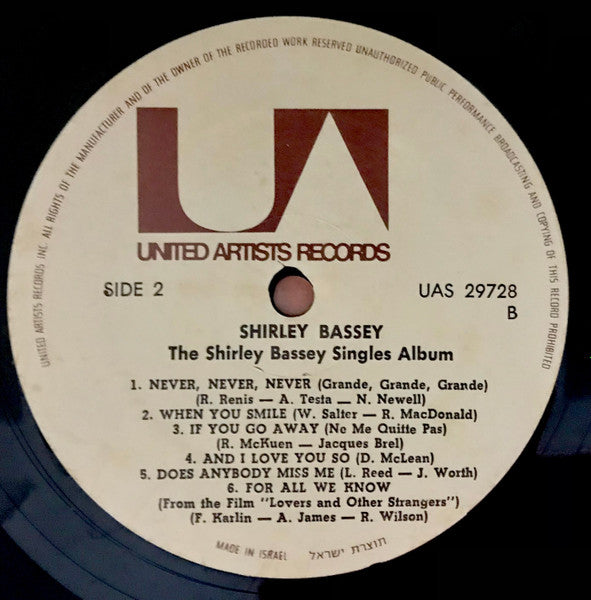 UNITED ARTISTS RECORDS INC. ALL RIGHTS OF THE MANUFACTURER AND OF THE OWNER OF THE RECORDED WORK RESERVED UNAUTHORIZED PUBLIC PERFORMANCE BROADCASTING AND COPYING OF THIS RECORD PROHIBITED
UA
UNITED ARTISTS RECORDS
SIDE 2
UAS 29728
B
SHIRLEY BASSEY
The Shirley Bassey Singles Album
1. NEVER, NEVER, NEVER (Grande, Grande, Grande)
(R. Renis — A. Testa — N. Newell)
2. WHEN YOU SMILE (W. Salter — R. MacDonald)
3. IF YOU GO AWAY (Ne Me Quitte Pas)
(R. McKuen — Jacques Brel)
4. AND I LOVE YOU SO (D. McLean)
5. DOES ANYBODY MISS ME (L. Reed — J. Worth)
6. FOR ALL WE KNOW
(From the Film "Lovers and Other Strangers")
(F. Karlin — A. James — R. Wilson)
MADE IN ISRAEL תוצרת ישראל